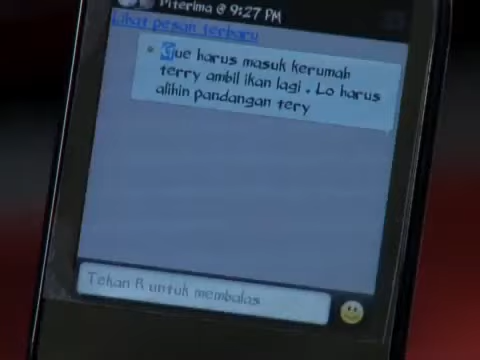 Diterima @ 9:27 PM
Lihat pesan terbaru
* Gue harus masuk kerumah
terry ambil ikan lagi . Lo harus
alihin pandangan tery
Tekan R untuk membalas